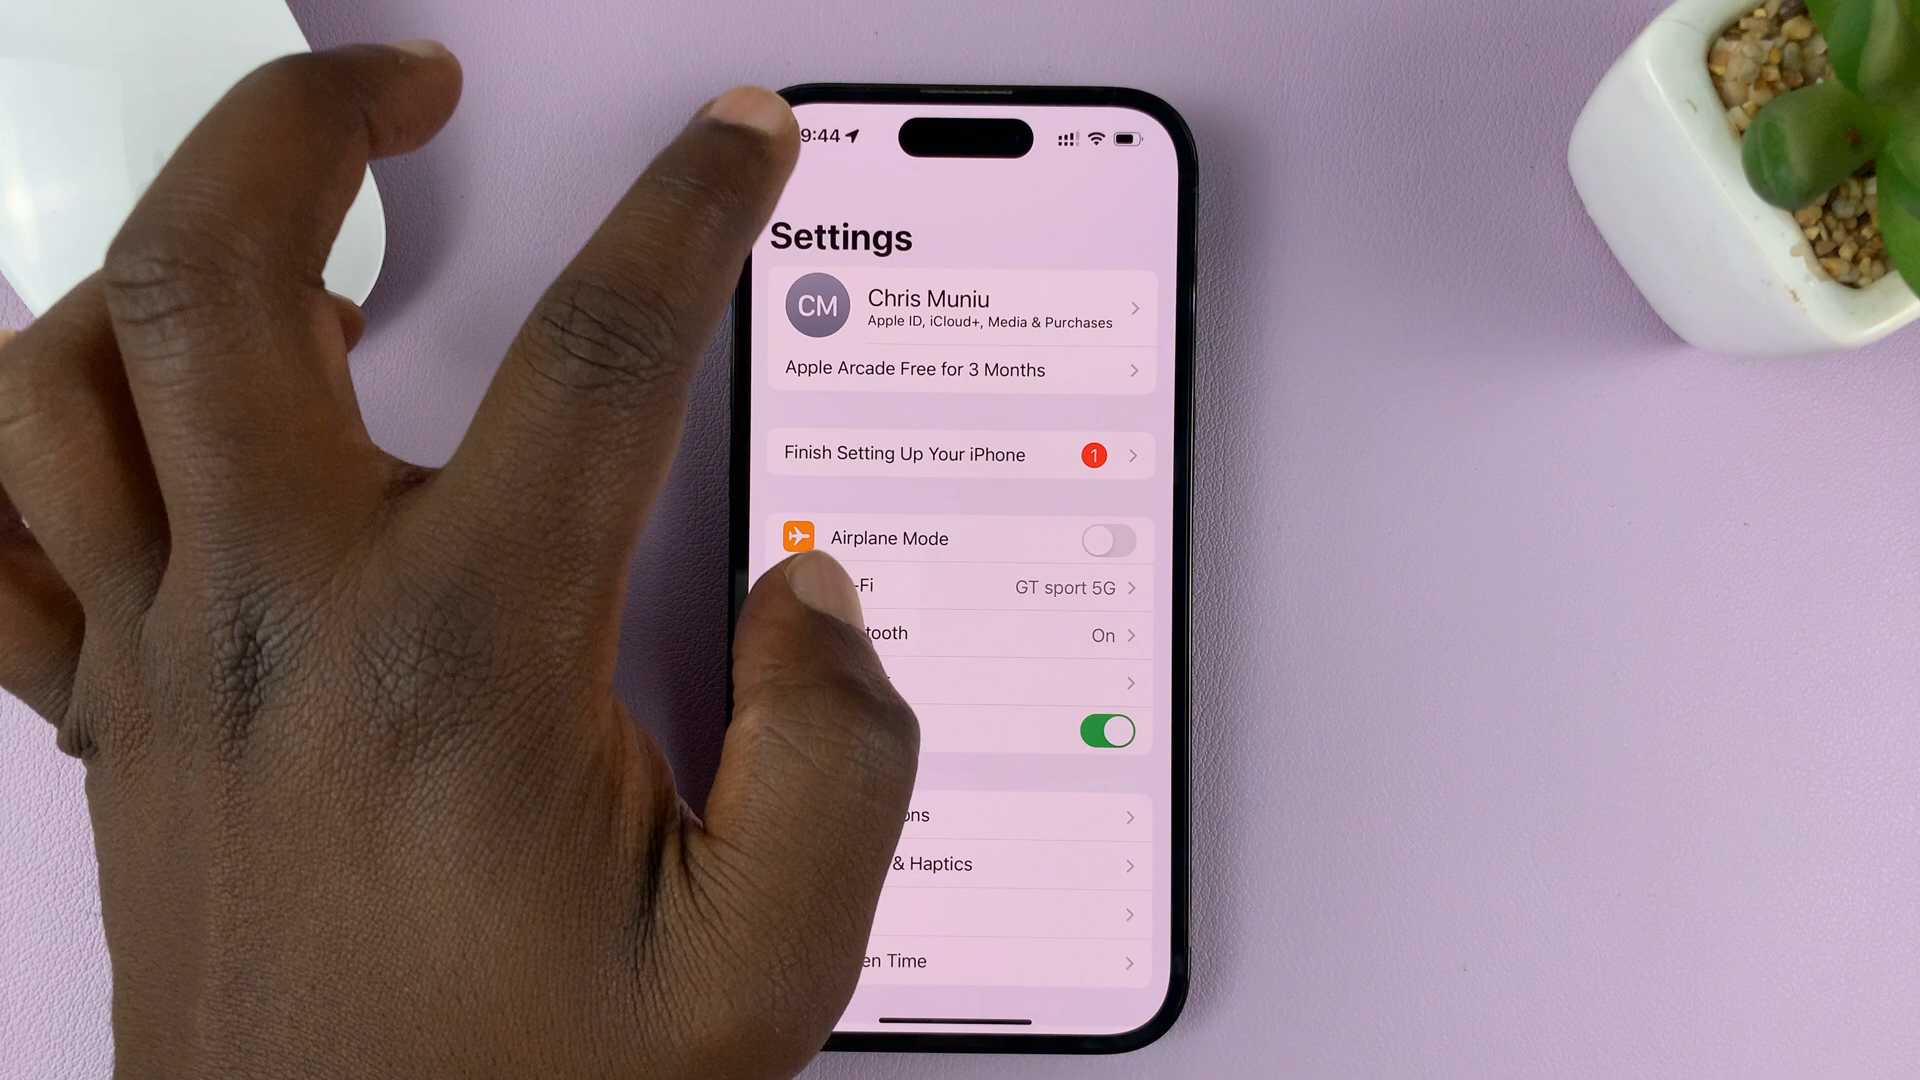 9:44
Settings
CM
Chris Muniu
Apple ID, iCloud+, Media & Purchases
Apple Arcade Free for 3 Months
Finish Setting Up Your iPhone 1
Airplane Mode
-Fi GT sport 5G
tooth On
ons
& Haptics
en Time